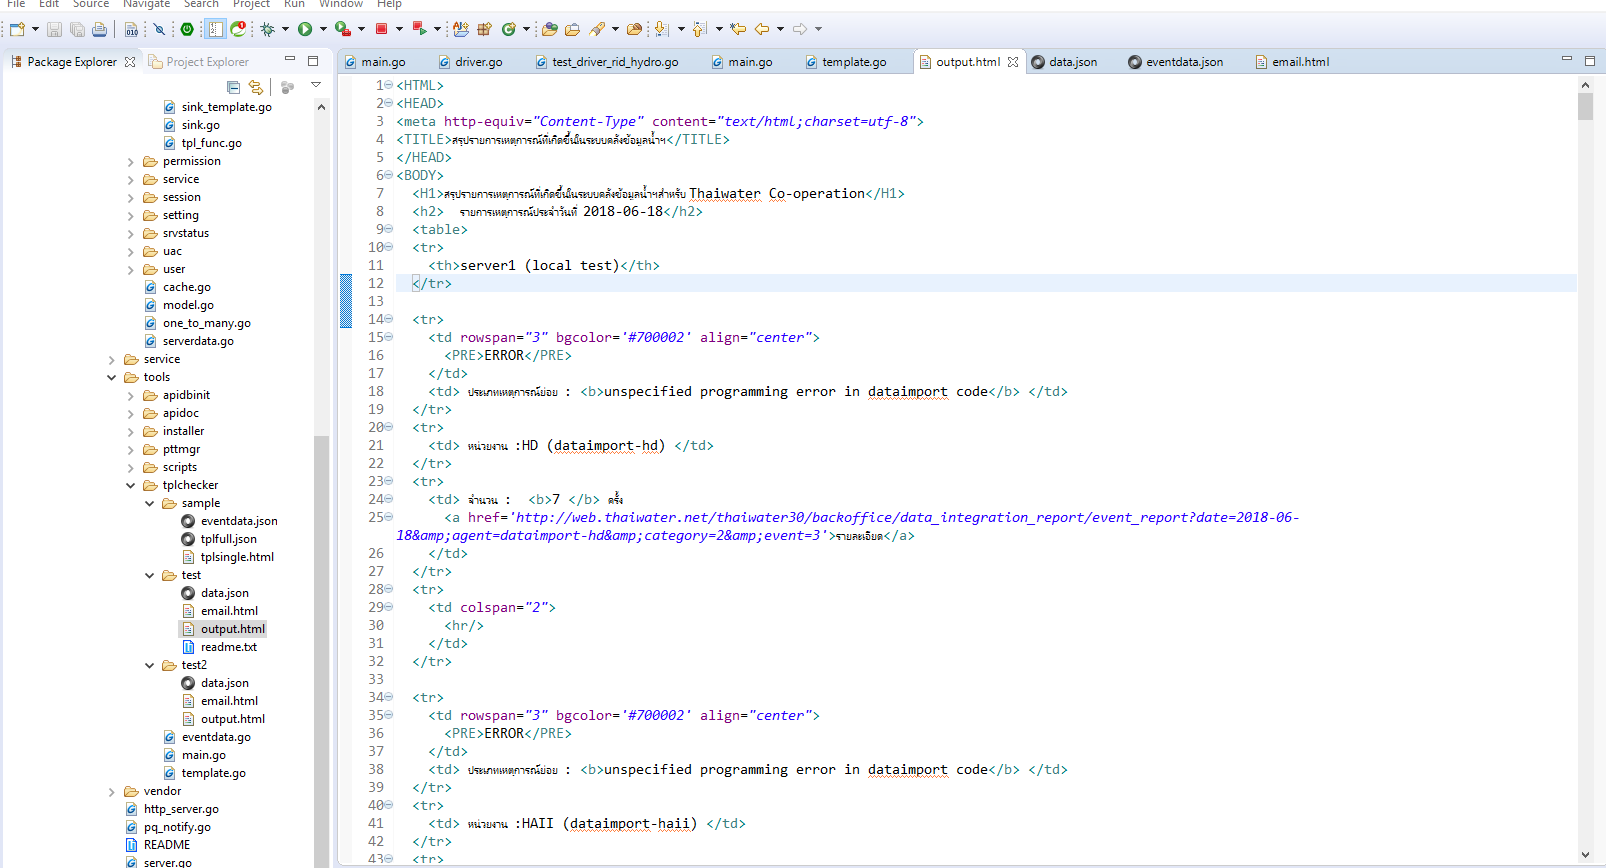 File Edit Source Navigate Search Project Run Window Help
Package Explorer Project Explorer
main.go driver.go test_driver_rid_hydro.go main.go template.go output.html data.json eventdata.json email.html
sink_template.go
sink.go
tpl_func.go
permission
service
session
setting
srvstatus
uac
user
cache.go
model.go
one_to_many.go
serverdata.go
service
tools
apidbinit
apidoc
installer
pttmgr
scripts
tplchecker
sample
eventdata.json
tplfull.json
tplsingle.html
test
data.json
email.html
output.html
readme.txt
test2
data.json
email.html
output.html
eventdata.go
main.go
template.go
vendor
http_server.go
pq_notify.go
README
server.go
1 <HTML>
2 <HEAD>
3 <meta http-equiv="Content-Type" content="text/html;charset=utf-8">
4 <TITLE>สรุปรายการเหตุการณ์ที่เกิดขึ้นในระบบคลังข้อมูลน้ำฯ</TITLE>
5 </HEAD>
6 <BODY>
7 <H1>สรุปรายการเหตุการณ์ที่เกิดขึ้นในระบบคลังข้อมูลน้ำฯสำหรับ Thaiwater Co-operation</H1>
8 <h2> รายการเหตุการณ์ประจำวันที่ 2018-06-18</h2>
9 <table>
10 <tr>
11 <th>server1 (local test)</th>
12 </tr>
13
14 <tr>
15 <td rowspan="3" bgcolor='#700002' align="center">
16 <PRE>ERROR</PRE>
17 </td>
18 <td> ประเภทเหตุการณ์ย่อย : <b>unspecified programming error in dataimport code</b> </td>
19 </tr>
20 <tr>
21 <td> หน่วยงาน :HD (dataimport-hd) </td>
22 </tr>
23 <tr>
24 <td> จำนวน : <b>7 </b> ครั้ง
25 <a href='http://web.thaiwater.net/thaiwater30/backoffice/data_integration_report/event_report?date=2018-06-
18&amp;agent=dataimport-hd&amp;category=2&amp;event=3'>รายละเอียด</a>
26 </td>
27 </tr>
28 <tr>
29 <td colspan="2">
30 <hr/>
31 </td>
32 </tr>
33
34 <tr>
35 <td rowspan="3" bgcolor='#700002' align="center">
36 <PRE>ERROR</PRE>
37 </td>
38 <td> ประเภทเหตุการณ์ย่อย : <b>unspecified programming error in dataimport code</b> </td>
39 </tr>
40 <tr>
41 <td> หน่วยงาน :HAII (dataimport-haii) </td>
42 </tr>
43 <tr>